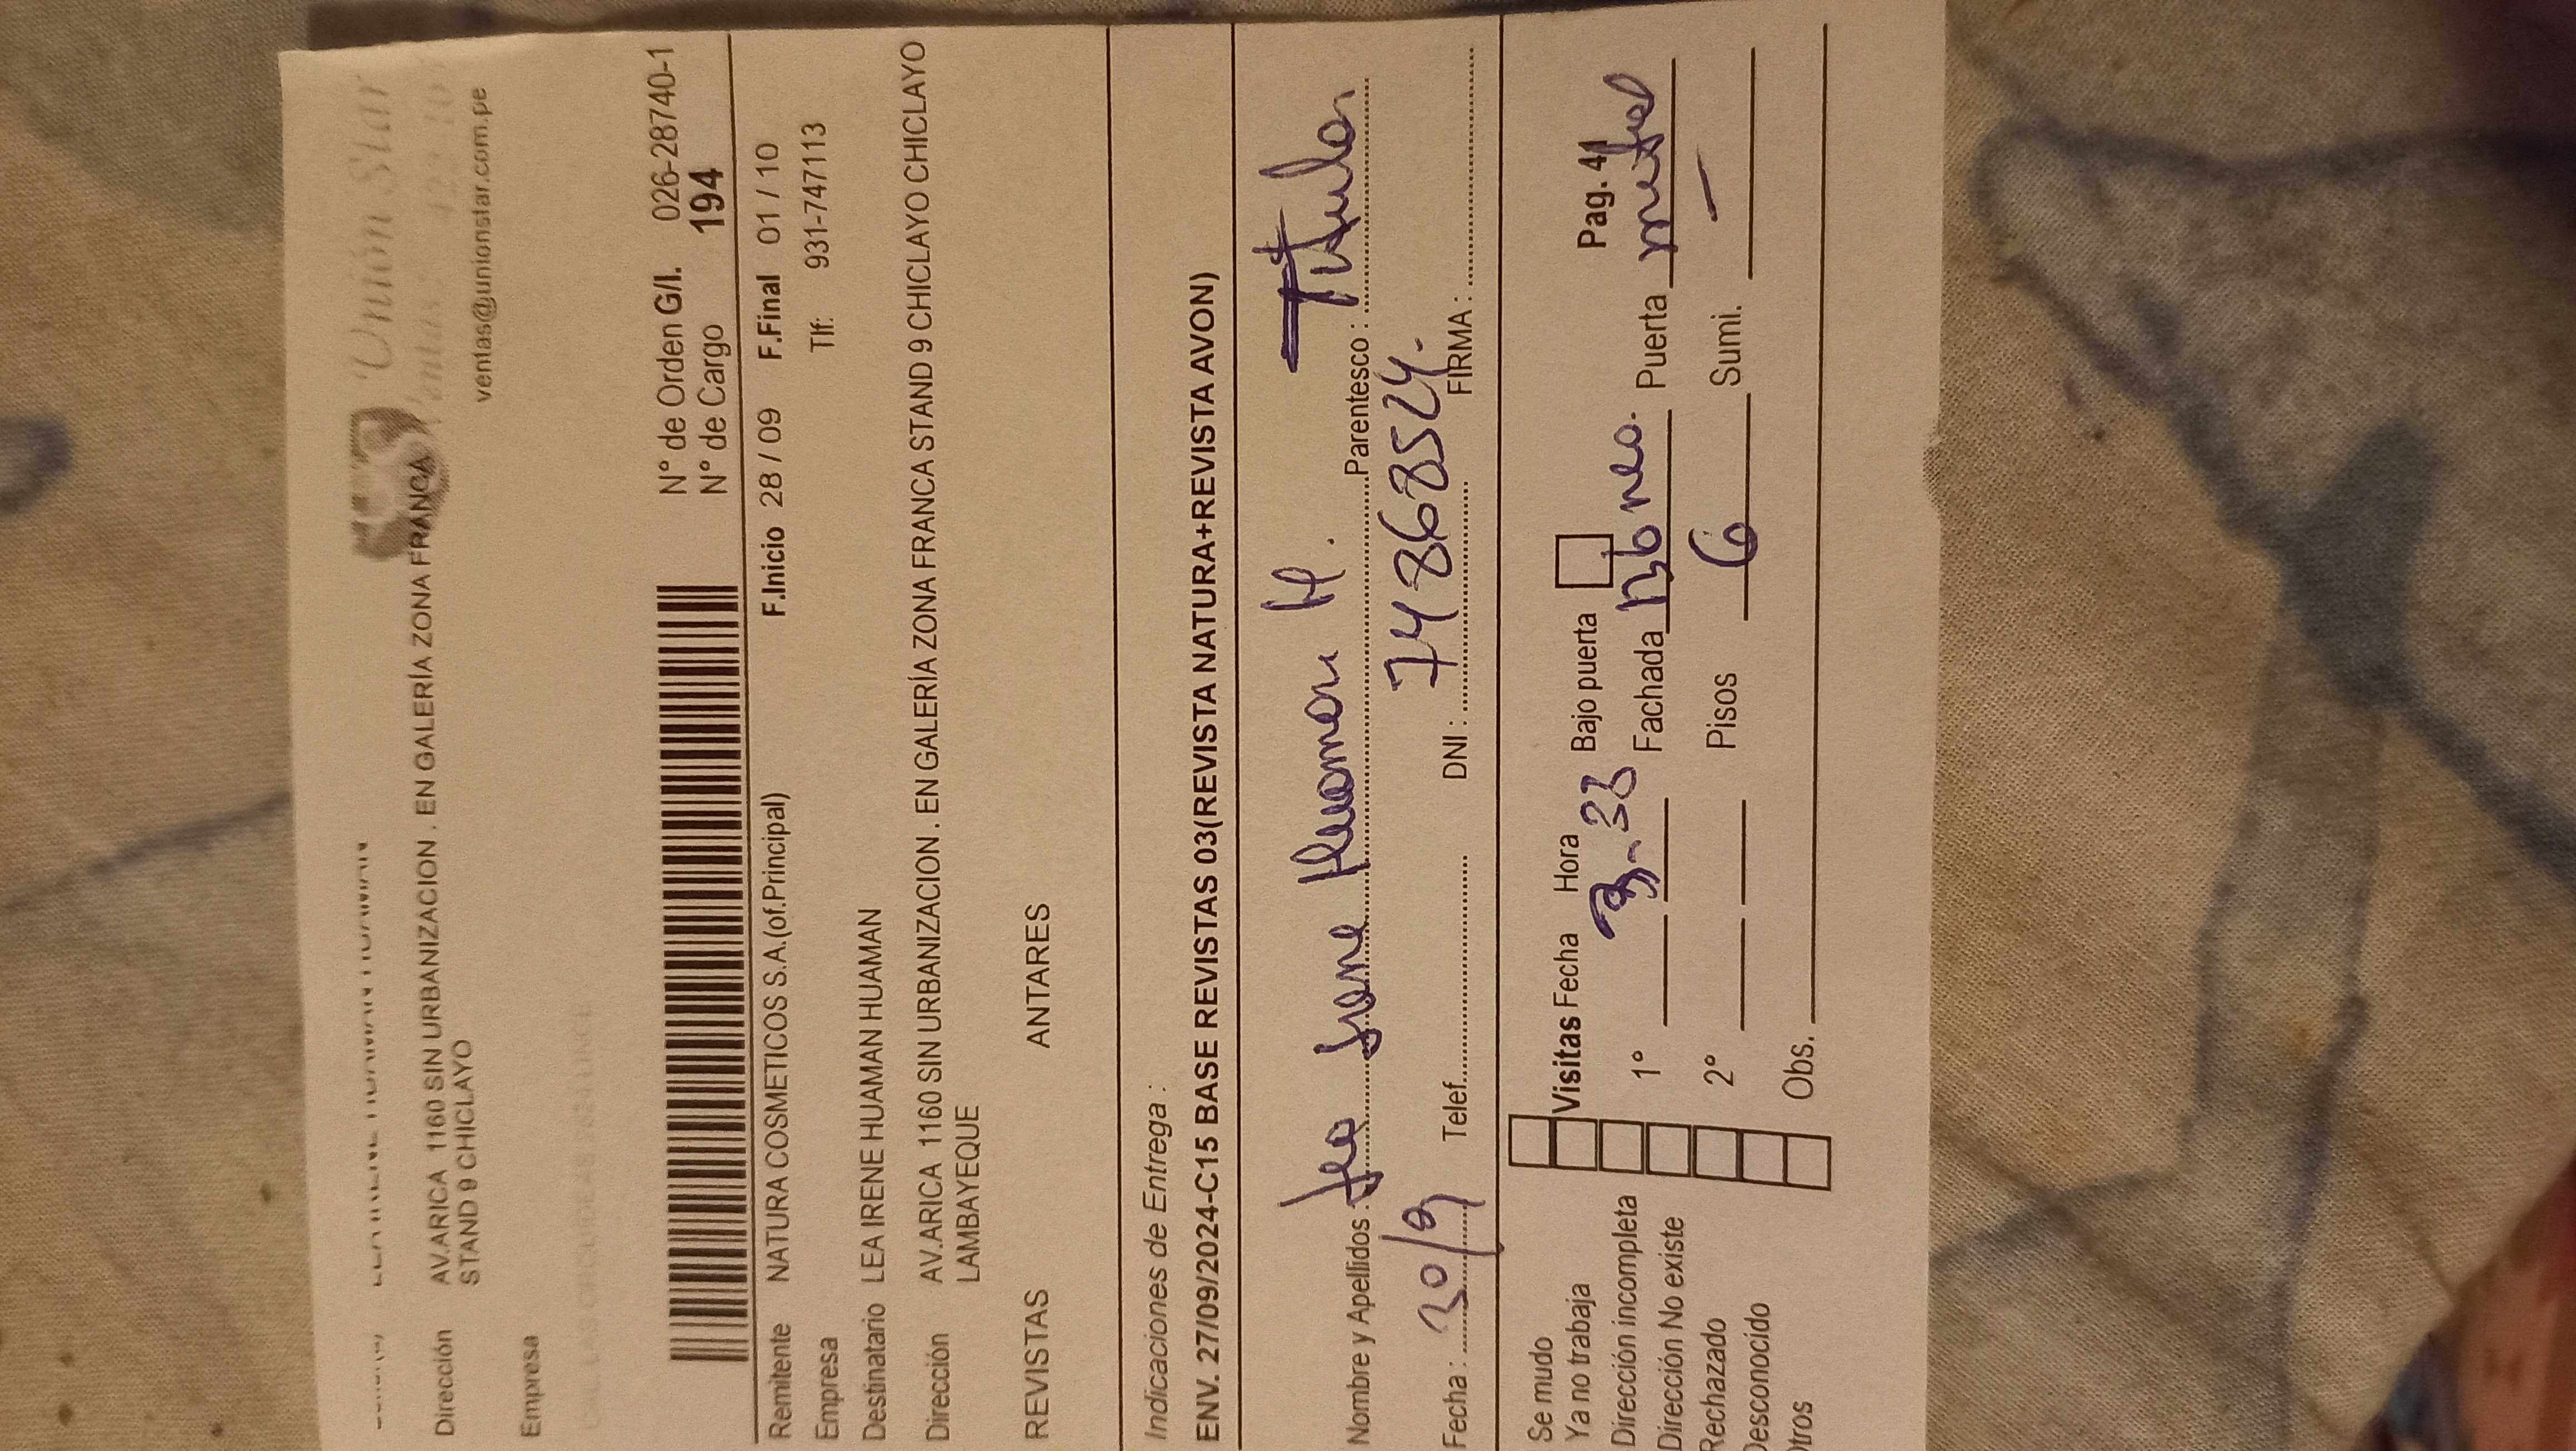 Unión Star
ventas@unionstar.com.pe
Dirección AV.ARICA 1160 SIN URBANIZACION . EN GALERÍA ZONA FRANCA
STAND 9 CHICLAYO
Empresa
N° de Orden G/I. 026-28740-1
N° de Cargo 194
Remitente NATURA COSMETICOS S.A.(of.Principal) F.Inicio 28 / 09 F.Final 01 / 10
Empresa Tlf: 931-747113
Destinatario LEA IRENE HUAMAN HUAMAN
Dirección AV.ARICA 1160 SIN URBANIZACION . EN GALERÍA ZONA FRANCA STAND 9 CHICLAYO CHICLAYO
LAMBAYEQUE
REVISTAS ANTARES
Indicaciones de Entrega :
ENV. 27/09/2024-C15 BASE REVISTAS 03(REVISTA NATURA+REVISTA AVON)
Nombre y Apellidos : Lea Irene Huaman H. Parentesco : Titular
Fecha : 30/9 Telef. DNI : 74868524. FIRMA :
Se mudo
Ya no trabaja
Dirección incompleta
Dirección No existe
Rechazado
Desconocido
Otros
Visitas Fecha Hora Bajo puerta Pag. 41
1° 3-33 Fachada Puerta metal
2° Pisos 6 Sumi. –
Obs.